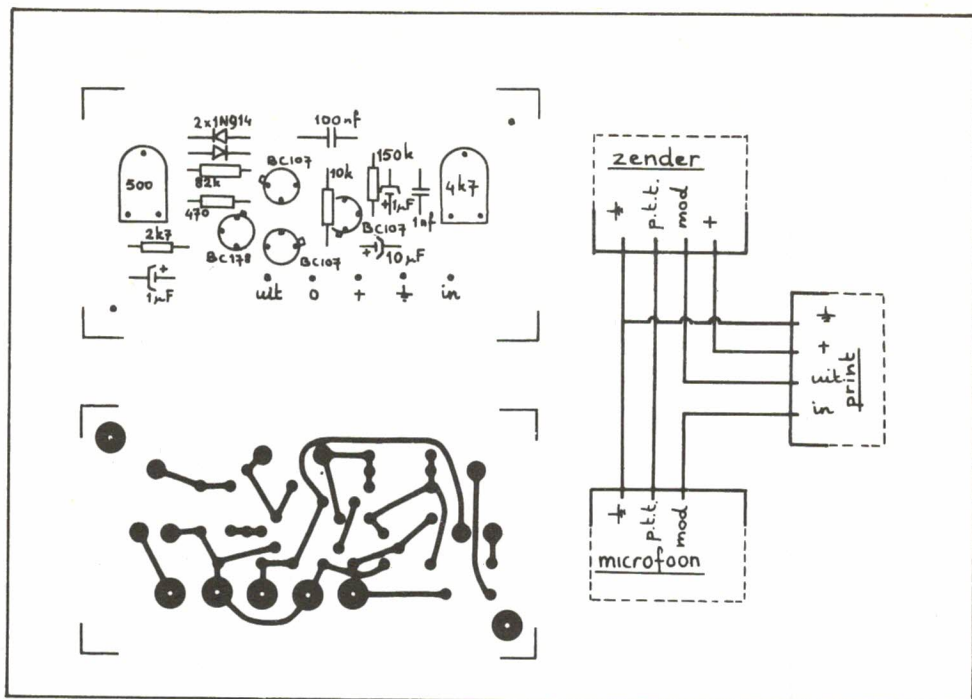 2x1N914
100nf
BC107
150k
10k
500
82k
4k7
1µF
470
1nf
2k7
BC107
BC178
BC107
10µF
1µF
uit 0 + in
zender
p.t.t. mod +
+
uit.
in
print
p.t.t. mod
microfoon